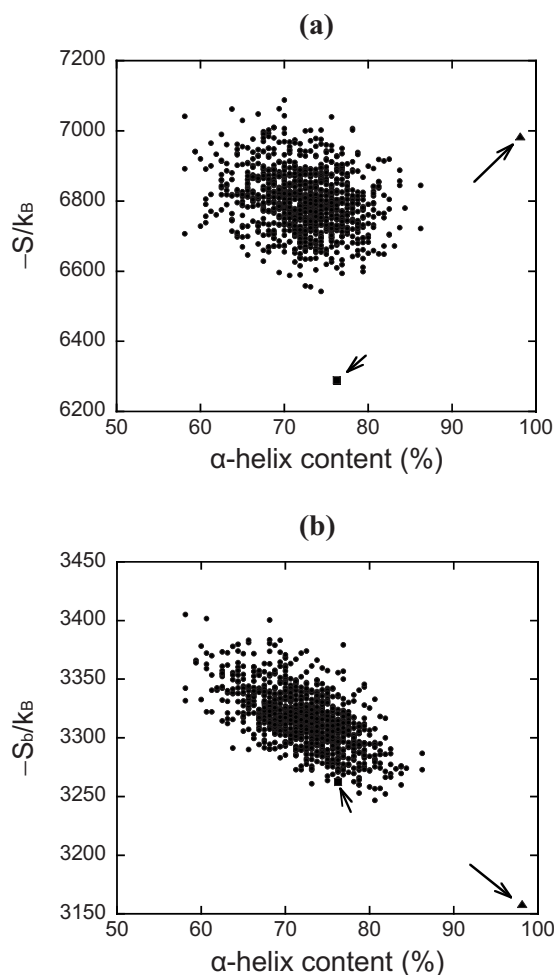 (a)
7200
7000
6800
6600
6400
6200
–S/kB
50 60 70 80 90 100
α-helix content (%)
(b)
3450
3400
3350
3300
3250
3200
3150
–Sb/kB
50 60 70 80 90 100
α-helix content (%)